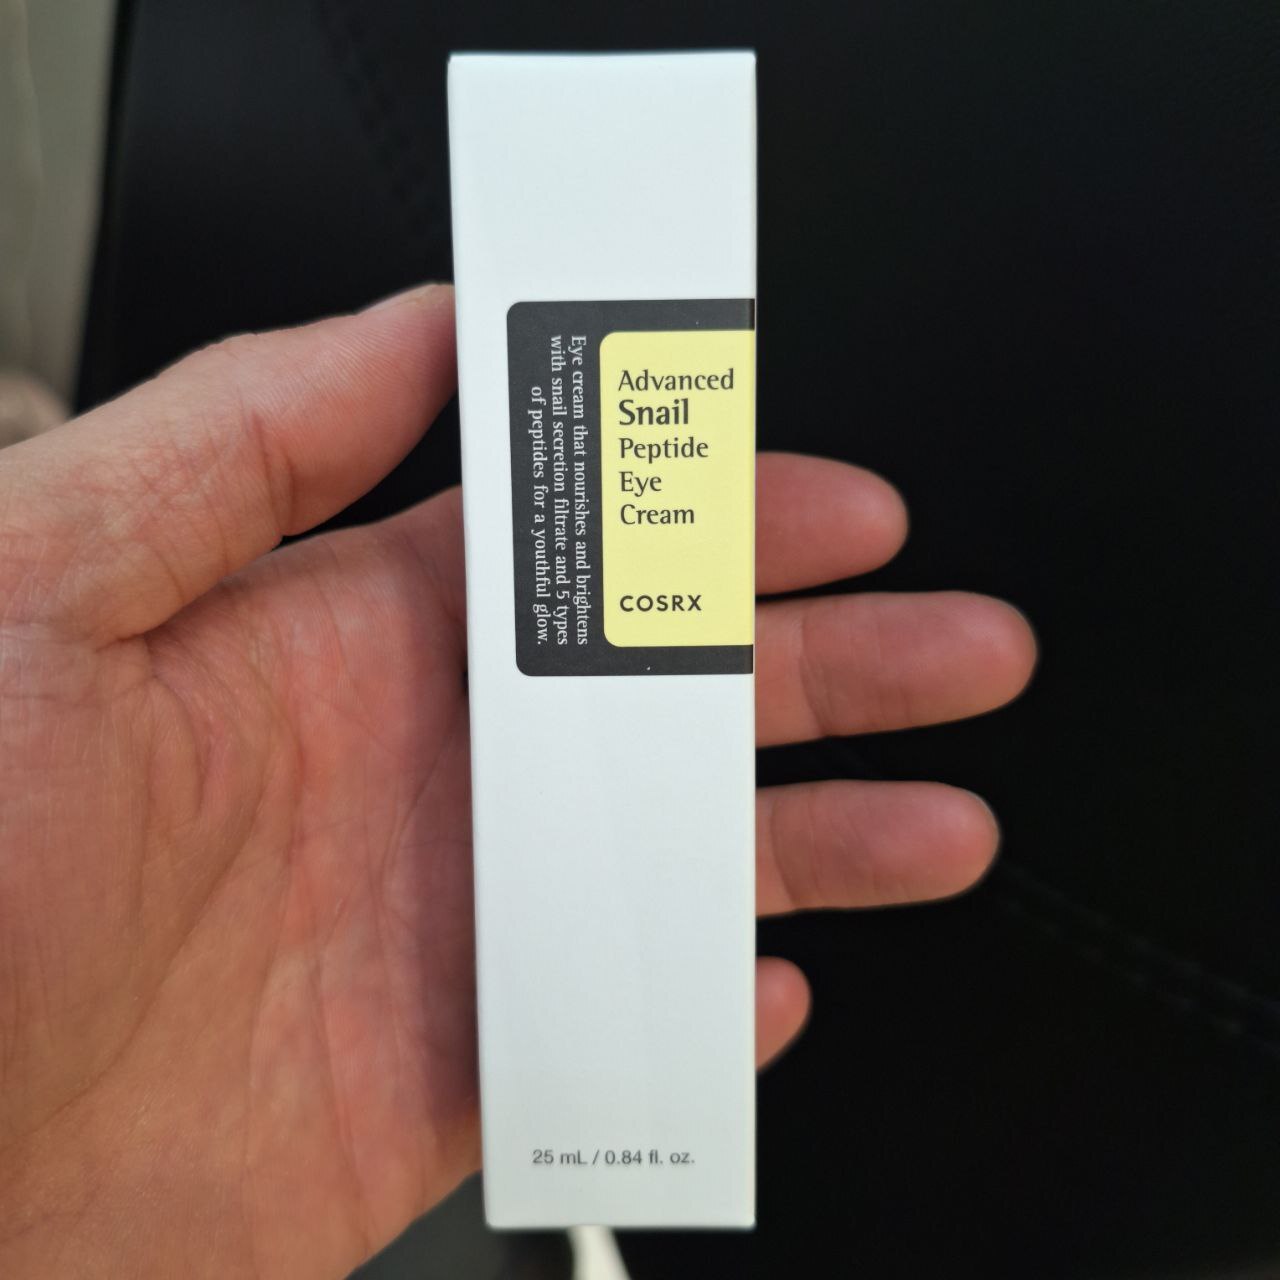 Advanced
Snail
Peptide
Eye
Cream
COSRX
Eye cream that nourishes and brightens
with snail secretion filtrate and 5 types
of peptides for a youthful glow.
25 mL / 0.84 fl. oz.